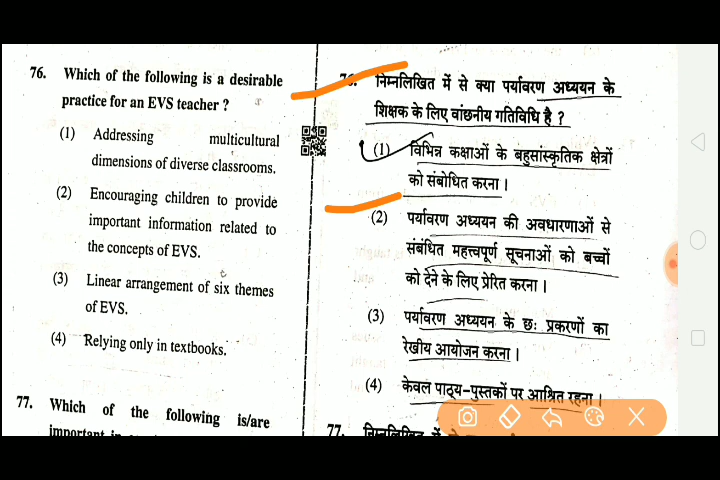 76. Which of the following is a desirable
practice for an EVS teacher ?
(1) Addressing multicultural
dimensions of diverse classrooms.
(2) Encouraging children to provide
important information related to
the concepts of EVS.
(3) Linear arrangement of six themes
of EVS.
(4) Relying only in textbooks.
77. Which of the following is/are
76. निम्नलिखित में से क्या पर्यावरण अध्ययन के
शिक्षक के लिए वांछनीय गतिविधि है ?
(1) विभिन्न कक्षाओं के बहुसांस्कृतिक क्षेत्रों
को संबोधित करना ।
(2) पर्यावरण अध्ययन की अवधारणाओं से
संबंधित महत्त्वपूर्ण सूचनाओं को बच्चों
को देने के लिए प्रेरित करना ।
(3) पर्यावरण अध्ययन के छः प्रकरणों का
रेखीय आयोजन करना ।
(4) केवल पाठ्य-पुस्तकों पर आश्रित रहना ।
77. निम्नलिखित में से